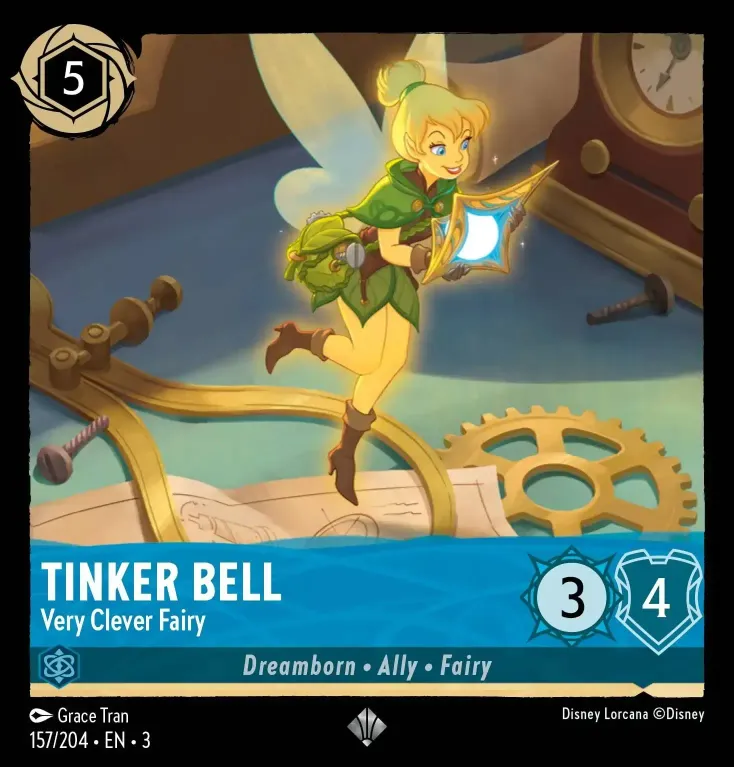 5
TINKER BELL
Very Clever Fairy
3
4
Dreamborn • Ally • Fairy
Grace Tran
Disney Lorcana ©Disney
157/204 • EN • 3